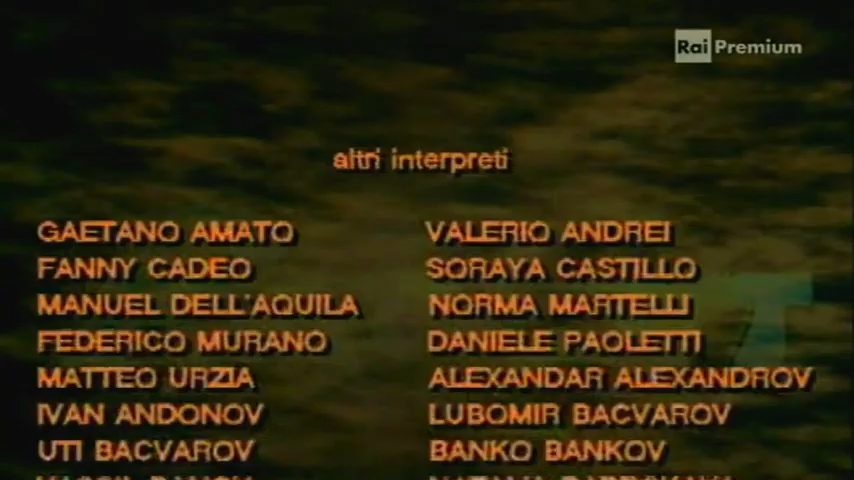 Rai Premium
altri interpreti
GAETANO AMATO VALERIO ANDREI
FANNY CADEO SORAYA CASTILLO
MANUEL DELL'AQUILA NORMA MARTELLI
FEDERICO MURANO DANIELE PAOLETTI
MATTEO URZIA ALEXANDAR ALEXANDROV
IVAN ANDONOV LUBOMIR BACVAROV
UTI BACVAROV BANKO BANKOV